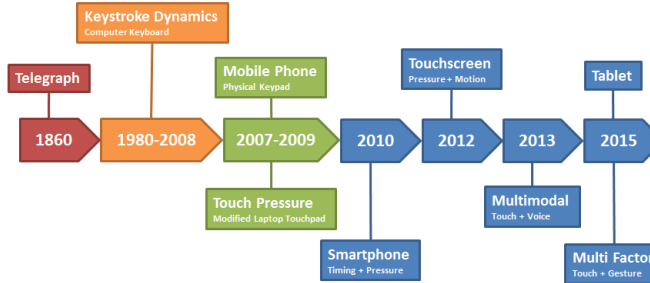 Keystroke Dynamics
Computer Keyboard
Telegraph
Mobile Phone
Physical Keypad
Touchscreen
Pressure + Motion
Tablet
1860
1980-2008
2007-2009
2010
2012
2013
2015
Touch Pressure
Modified Laptop Touchpad
Multimodal
Touch + Voice
Smartphone
Timing + Pressure
Multi Factor
Touch + Gesture